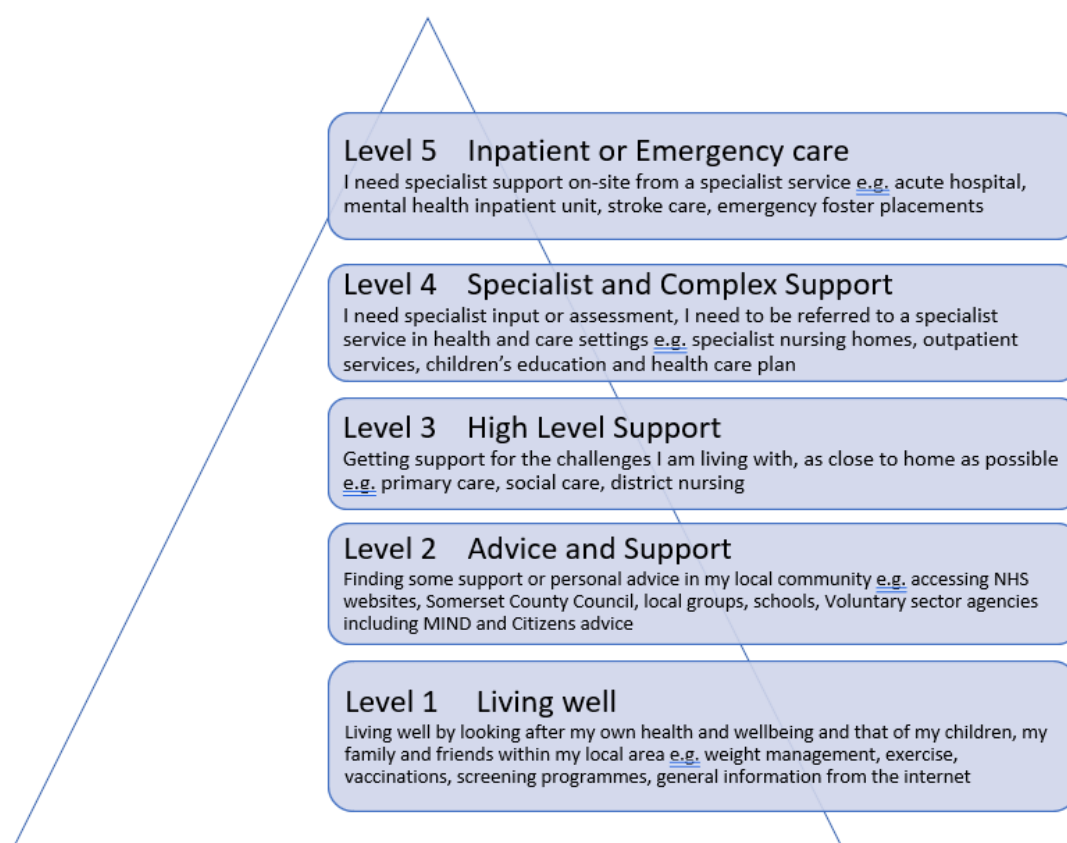 Level 5 Inpatient or Emergency care
I need specialist support on-site from a specialist service e.g. acute hospital,
mental health inpatient unit, stroke care, emergency foster placements
Level 4 Specialist and Complex Support
I need specialist input or assessment, I need to be referred to a specialist
service in health and care settings e.g. specialist nursing homes, outpatient
services, children’s education and health care plan
Level 3 High Level Support
Getting support for the challenges I am living with, as close to home as possible
e.g. primary care, social care, district nursing
Level 2 Advice and Support
Finding some support or personal advice in my local community e.g. accessing NHS
websites, Somerset County Council, local groups, schools, Voluntary sector agencies
including MIND and Citizens advice
Level 1 Living well
Living well by looking after my own health and wellbeing and that of my children, my
family and friends within my local area e.g. weight management, exercise,
vaccinations, screening programmes, general information from the internet